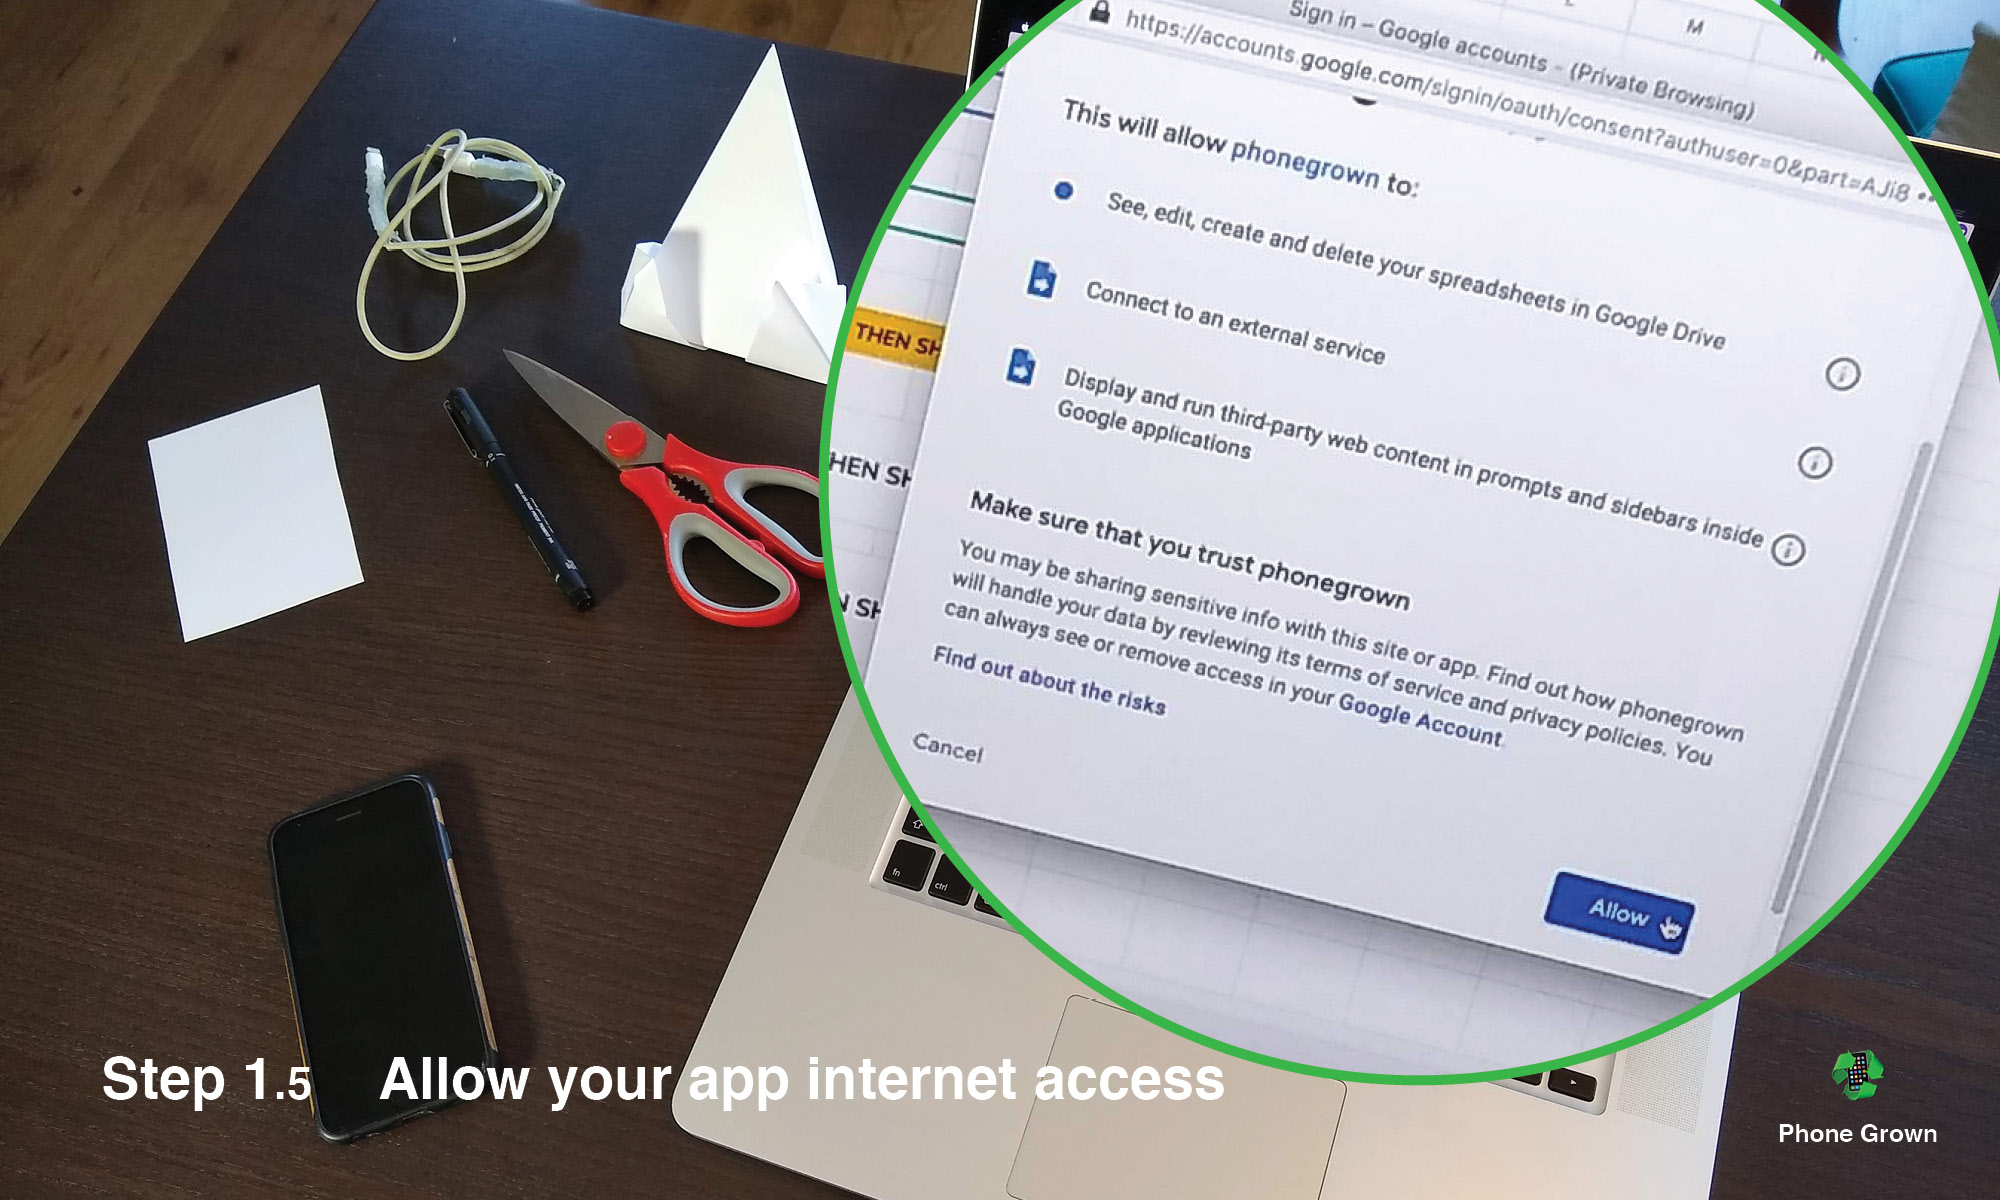 M
Sign in – Google accounts - (Private Browsing)
https://accounts.google.com/signin/oauth/consent?authuser=0&part=AJi8
This will allow phonegrown to:
See, edit, create and delete your spreadsheets in Google Drive
Connect to an external service
Display and run third-party web content in prompts and sidebars inside
Google applications
THEN SH
HEN SH
N SH
Make sure that you trust phonegrown
You may be sharing sensitive info with this site or app. Find out how phonegrown
will handle your data by reviewing its terms of service and privacy policies. You
can always see or remove access in your Google Account
Find out about the risks
Cancel
Allow
fn
ctrl
Step 1.5 Allow your app internet access
Phone Grown